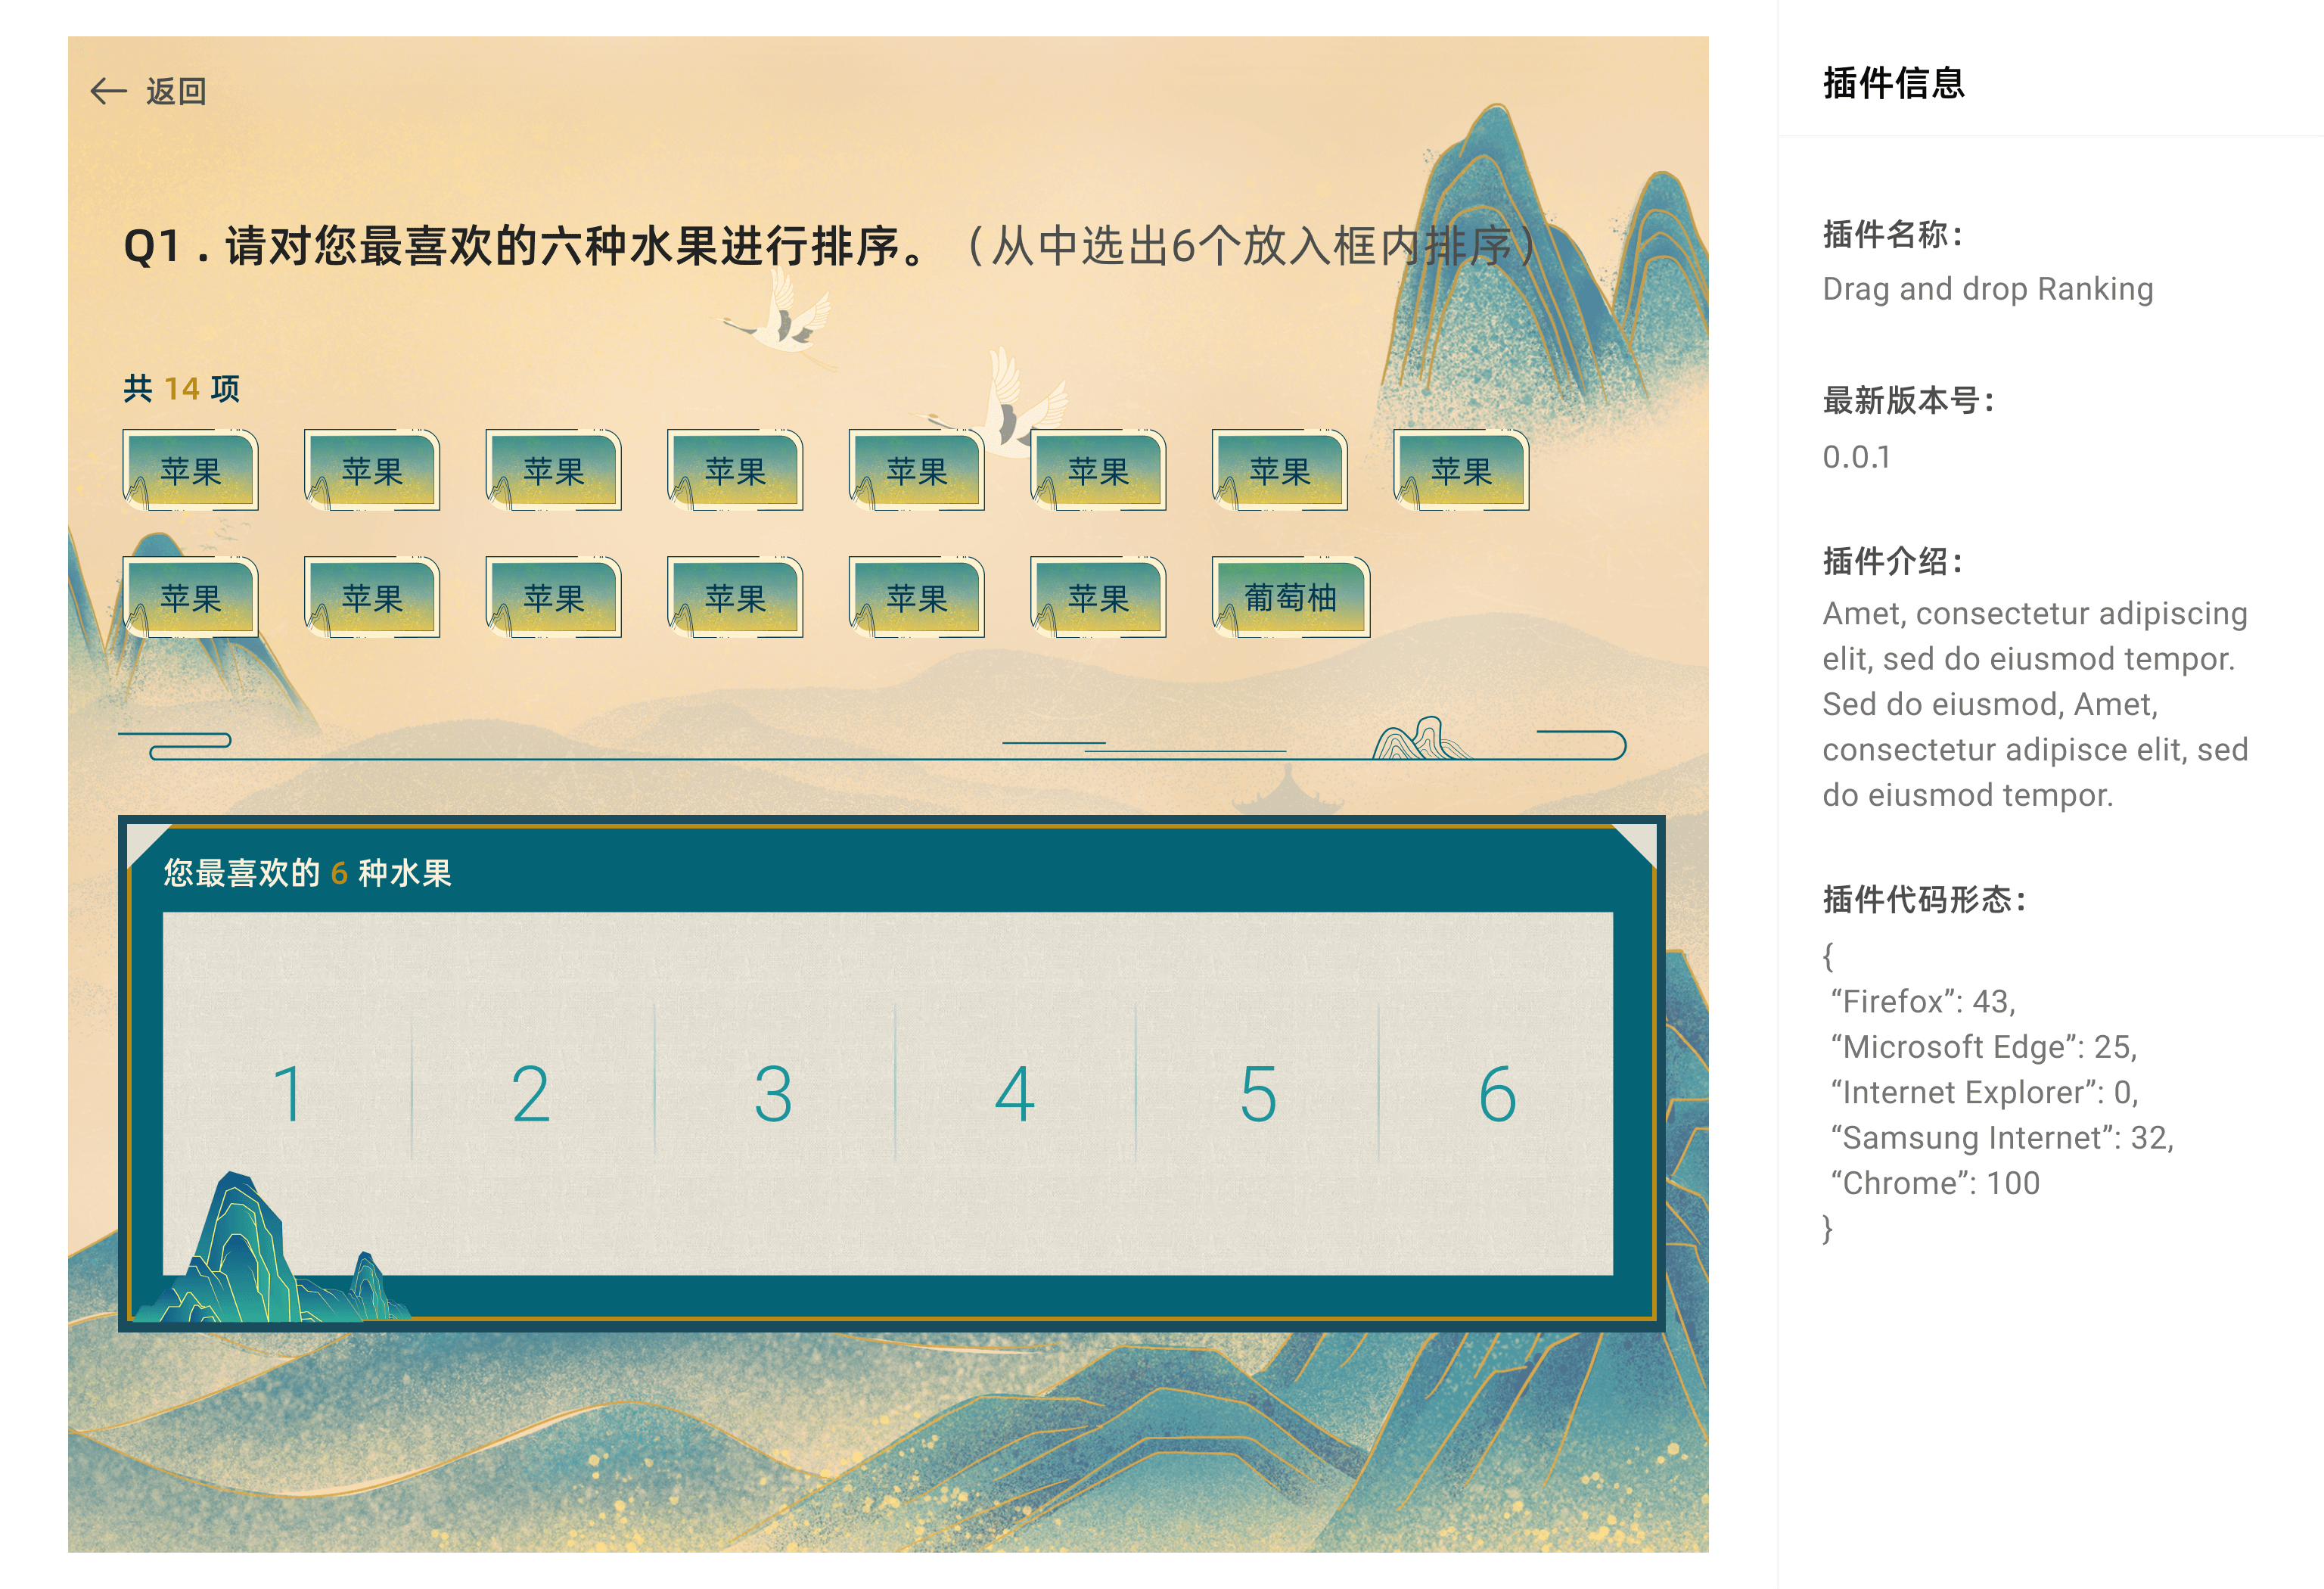 返回
Q1 . 请对您最喜欢的六种水果进行排序。（从中选出6个放入框内排序）
共 14 项
苹果 苹果 苹果 苹果 苹果 苹果 苹果 苹果
苹果 苹果 苹果 苹果 苹果 苹果 葡萄柚
您最喜欢的 6 种水果
1 2 3 4 5 6
插件信息
插件名称：
Drag and drop Ranking
最新版本号：
0.0.1
插件介绍：
Amet, consectetur adipiscing
elit, sed do eiusmod tempor.
Sed do eiusmod, Amet,
consectetur adipisce elit, sed
do eiusmod tempor.
插件代码形态：
{
“Firefox”: 43,
“Microsoft Edge”: 25,
“Internet Explorer”: 0,
“Samsung Internet”: 32,
“Chrome”: 100
}